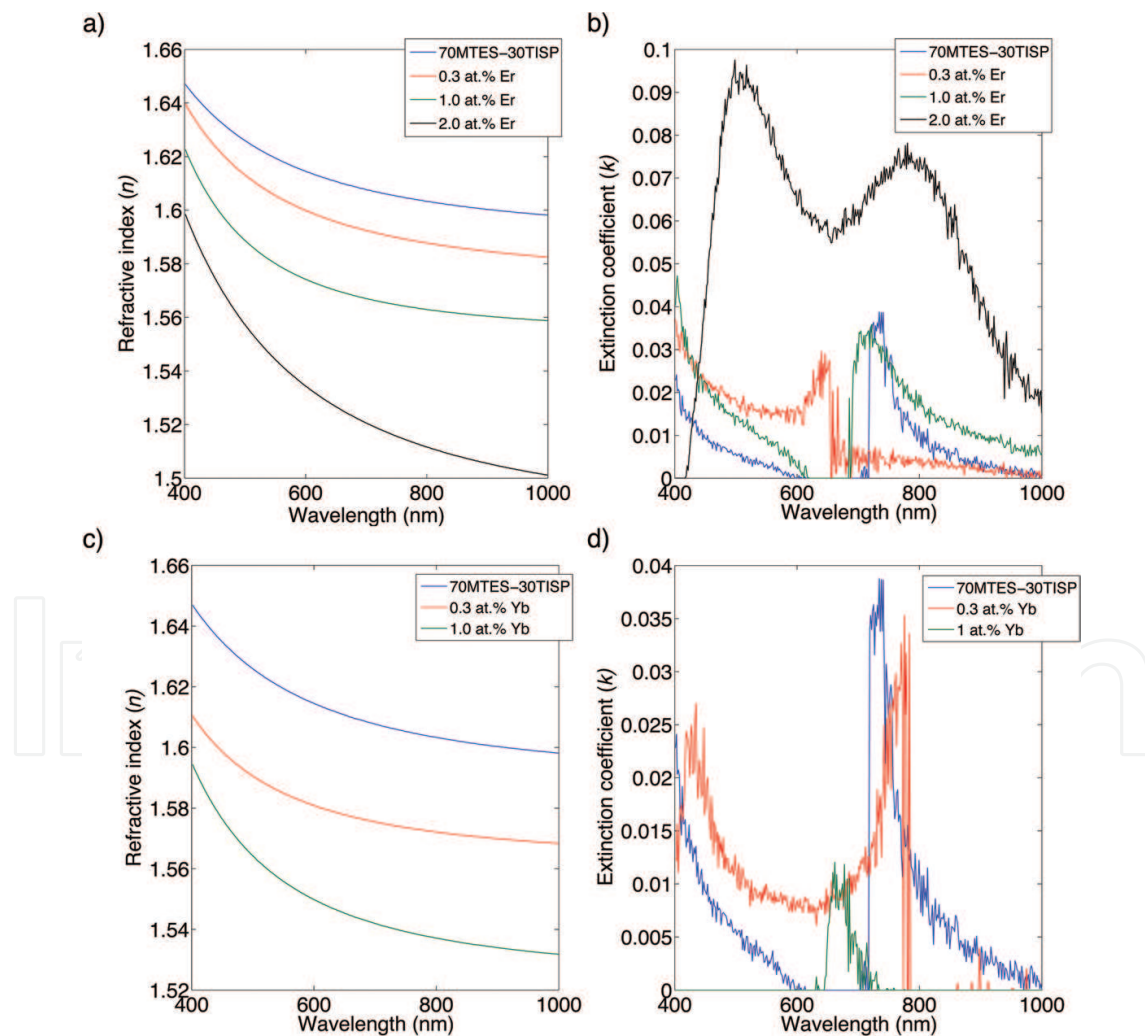 a)
Refractive index (n)
1.66
1.64
1.62
1.6
1.58
1.56
1.54
1.52
1.5
400
600
800
1000
Wavelength (nm)
70MTES−30TISP
0.3 at.% Er
1.0 at.% Er
2.0 at.% Er
b)
Extinction coefficient (k)
0.1
0.09
0.08
0.07
0.06
0.05
0.04
0.03
0.02
0.01
0
400
600
800
1000
Wavelength (nm)
70MTES−30TISP
0.3 at.% Er
1.0 at.% Er
2.0 at.% Er
c)
Refractive index (n)
1.66
1.64
1.62
1.6
1.58
1.56
1.54
1.52
400
600
800
1000
Wavelength (nm)
70MTES−30TISP
0.3 at.% Yb
1.0 at.% Yb
d)
Extinction coefficient (k)
0.04
0.035
0.03
0.025
0.02
0.015
0.01
0.005
0
400
600
800
1000
Wavelength (nm)
70MTES−30TISP
0.3 at.% Yb
1 at.% Yb